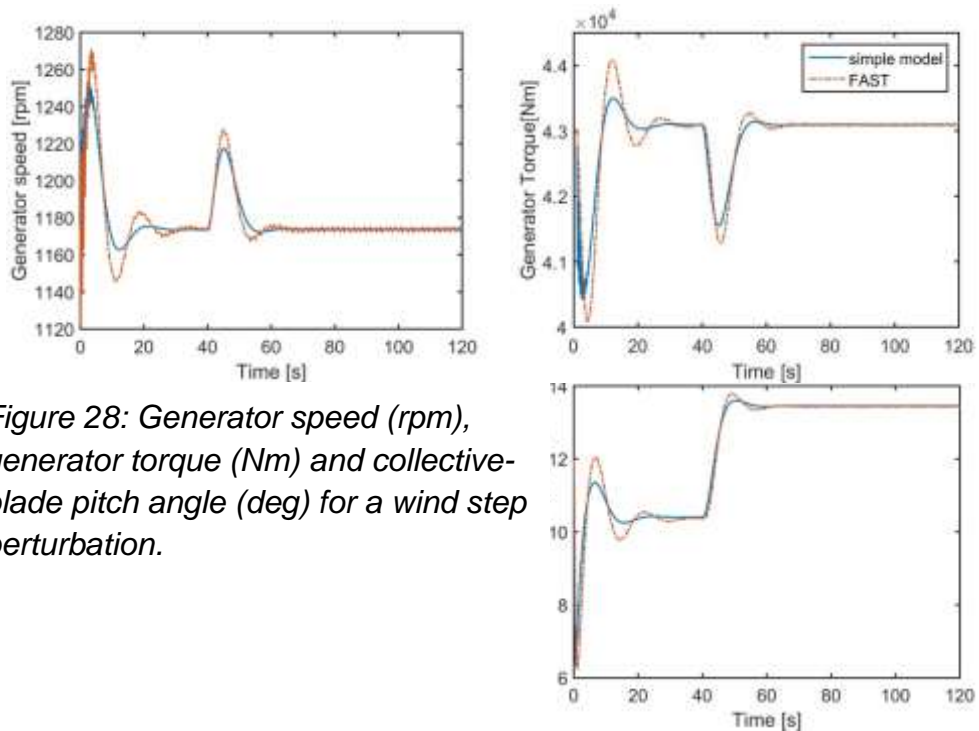 1280
1260
1240
1220
1200
1180
1160
1140
1120
Generator speed [rpm]
0 20 40 60 80 100 120
Time [s]
×10⁴
4.4
4.3
4.2
4.1
4
Generator Torque[Nm]
simple model
FAST
0 20 40 60 80 100 120
Time [s]
Figure 28: Generator speed (rpm),
generator torque (Nm) and collective-
blade pitch angle (deg) for a wind step
perturbation.
14
12
10
8
6
0 20 40 60 80 100 120
Time [s]